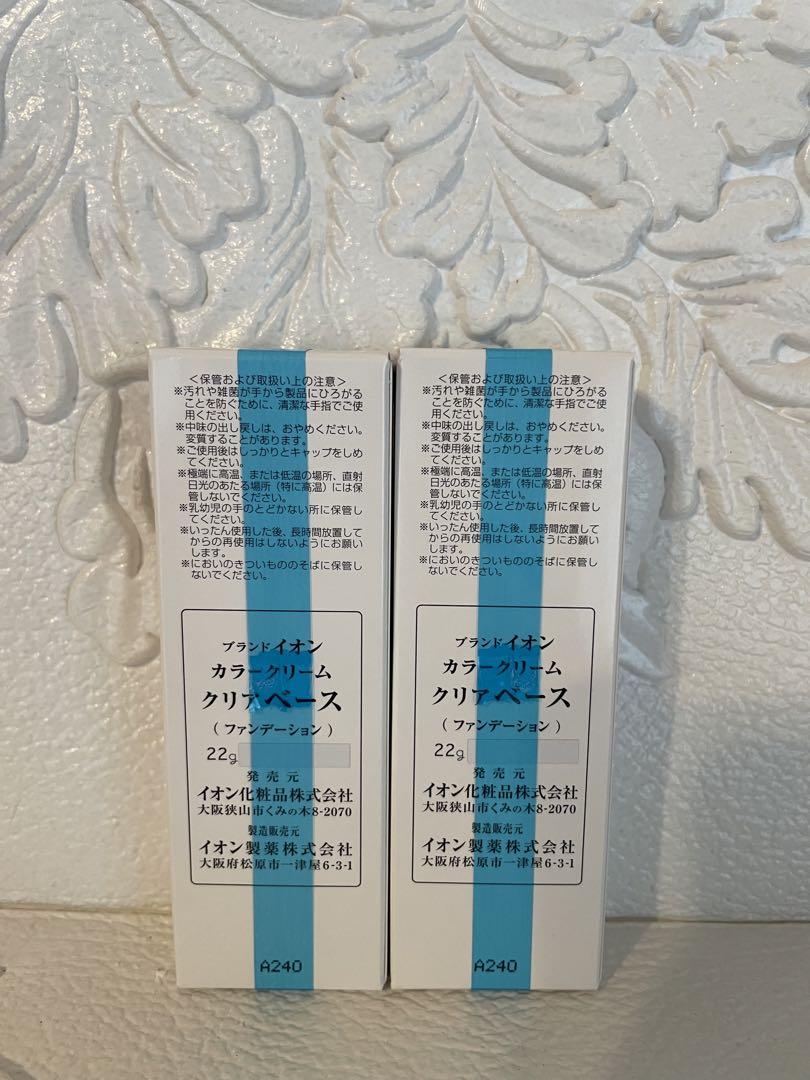 ＜保管および取扱い上の注意＞
※汚れや雑菌が手から製品にひろがる
ことを防ぐために、清潔な手指でご使
用ください。
※中味の出し戻しは、おやめください。
変質することがあります。
※ご使用後はしっかりとキャップをしめ
てください。
※極端に高温、または低温の場所、直射
日光のあたる場所（特に高温）には保
管しないでください。
※乳幼児の手のとどかない所に保管し
てください。
※いったん使用した後、長時間放置して
からの再使用はしないようにお願い
します。
※においのきついもののそばに保管し
ないでください。
ブランドイオン
カラークリーム
クリアベース
（ファンデーション）
22g
発売元
イオン化粧品株式会社
大阪狭山市くみの木8-2070
製造販売元
イオン製薬株式会社
大阪府松原市一津屋6-3-1
A240
＜保管および取扱い上の注意＞
※汚れや雑菌が手から製品にひろがる
ことを防ぐために、清潔な手指でご使
用ください。
※中味の出し戻しは、おやめください。
変質することがあります。
※ご使用後はしっかりとキャップをしめ
てください。
※極端に高温、または低温の場所、直射
日光のあたる場所（特に高温）には保
管しないでください。
※乳幼児の手のとどかない所に保管し
てください。
※いったん使用した後、長時間放置して
からの再使用はしないようにお願い
します。
※においのきついもののそばに保管し
ないでください。
ブランドイオン
カラークリーム
クリアベース
（ファンデーション）
22g
発売元
イオン化粧品株式会社
大阪狭山市くみの木8-2070
製造販売元
イオン製薬株式会社
大阪府松原市一津屋6-3-1
A240